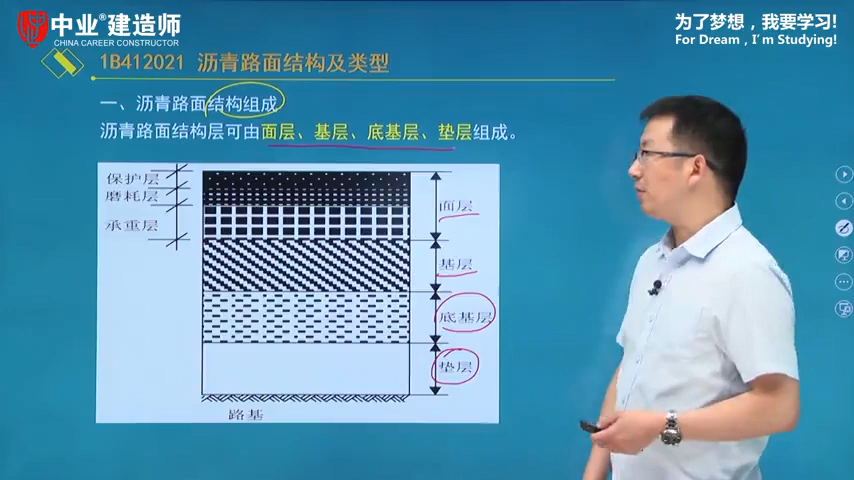 中业®建造师
CHINA CAREER CONSTRUCTOR
为了梦想，我要学习!
For Dream , I'm Studying!
1B412021 沥青路面结构及类型
一、沥青路面结构组成
沥青路面结构层可由面层、基层、底基层、垫层组成。
保护层
磨耗层
承重层
面层
基层
底基层
垫层
路基